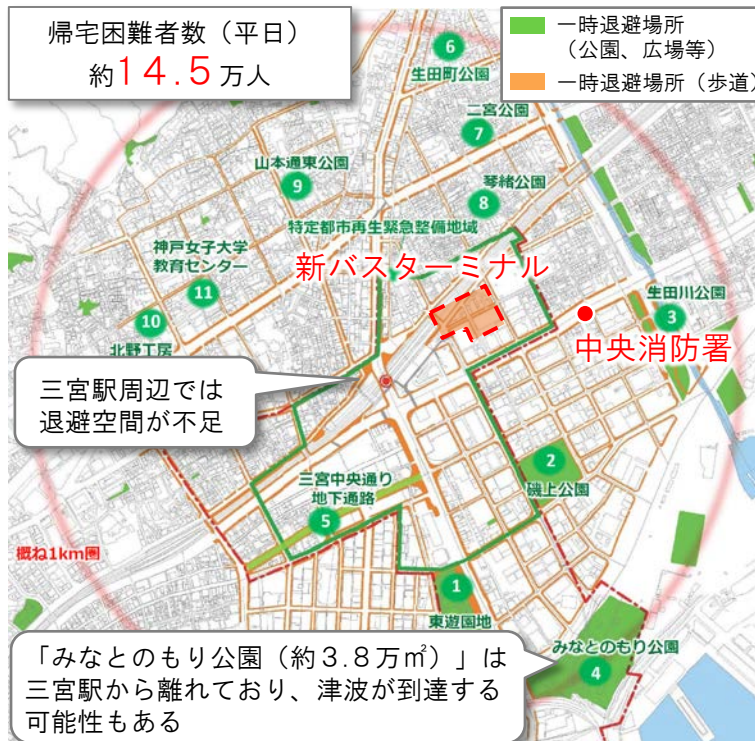 帰宅困難者数（平日）
約14.5万人
一時退避場所
（公園、広場等）
一時退避場所（歩道）
6
生田町公園
二宮公園
7
山本通東公園
9
琴緒公園
8
特定都市再生緊急整備地域
神戸女子大学
教育センター
11
新バスターミナル
生田川公園
3
10
北野工房
中央消防署
三宮駅周辺では
退避空間が不足
2
磯上公園
三宮中央通り
地下通路
5
概ね1km圏
1
東遊園地
みなとのもり公園
4
「みなとのもり公園（約3.8万㎡）」は
三宮駅から離れており、津波が到達する
可能性もある